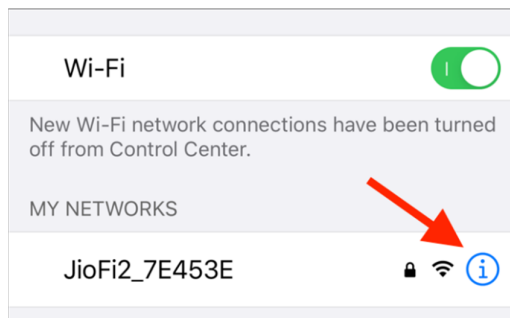 Wi-Fi
New Wi-Fi network connections have been turned
off from Control Center.
MY NETWORKS
JioFi2_7E453E